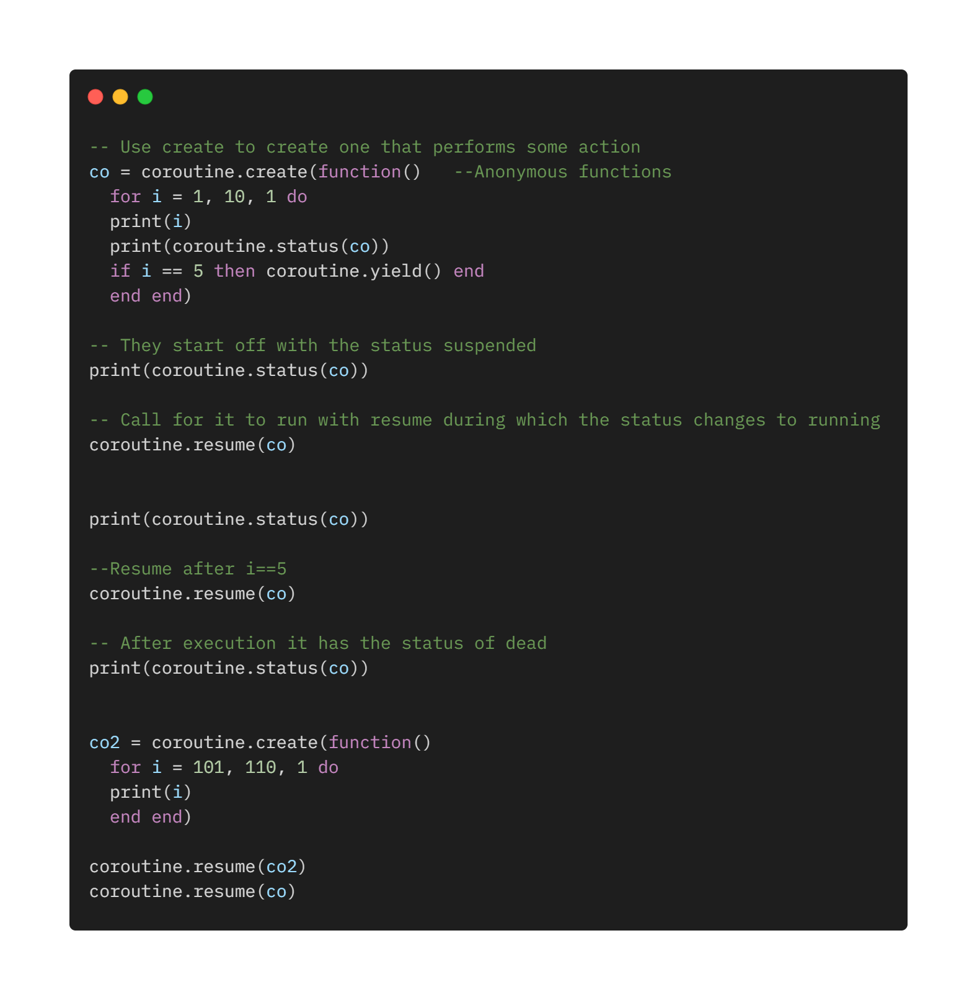 -- Use create to create one that performs some action
co = coroutine.create(function()   --Anonymous functions
  for i = 1, 10, 1 do
  print(i)
  print(coroutine.status(co))
  if i == 5 then coroutine.yield() end
  end end)

-- They start off with the status suspended
print(coroutine.status(co))

-- Call for it to run with resume during which the status changes to running
coroutine.resume(co)


print(coroutine.status(co))

--Resume after i==5
coroutine.resume(co)

-- After execution it has the status of dead
print(coroutine.status(co))


co2 = coroutine.create(function()
  for i = 101, 110, 1 do
  print(i)
  end end)

coroutine.resume(co2)
coroutine.resume(co)